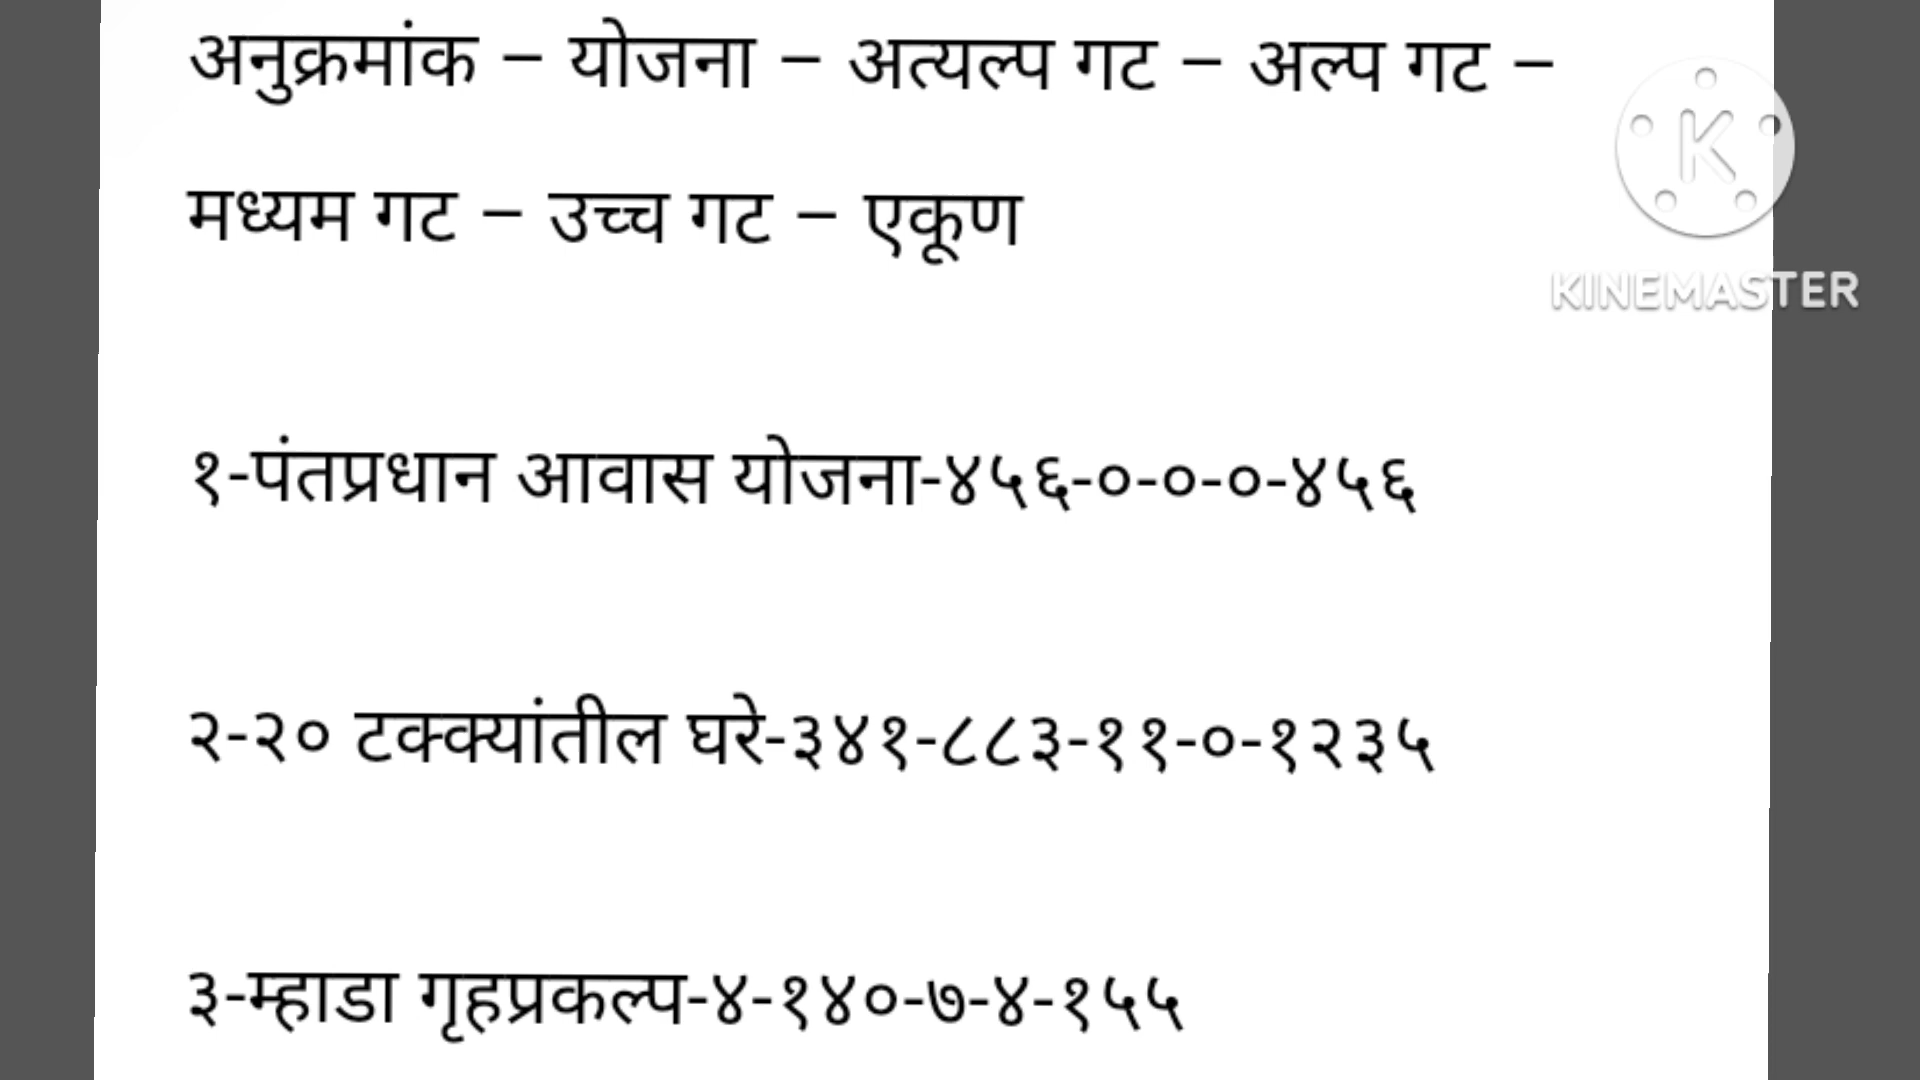 अनुक्रमांक – योजना – अत्यल्प गट – अल्प गट –
मध्यम गट – उच्च गट – एकूण
KINEMASTER
१-पंतप्रधान आवास योजना-४५६-०-०-०-४५६
२-२० टक्क्यांतील घरे-३४१-८८३-११-०-१२३५
३-म्हाडा गृहप्रकल्प-४-१४०-७-४-१५५